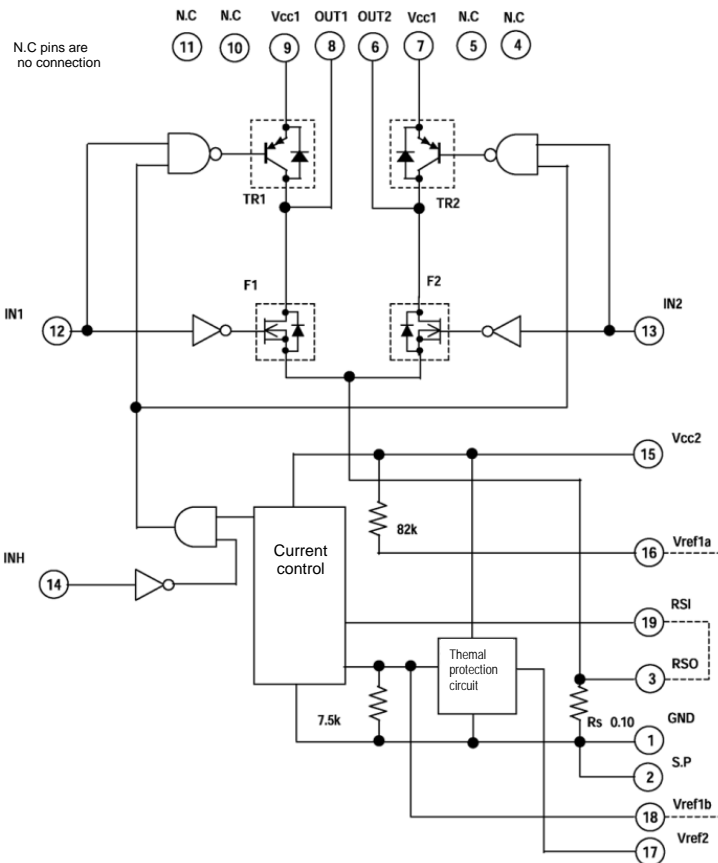 N.C N.C Vcc1 OUT1 OUT2 Vcc1 N.C N.C
11 10 9 8 6 7 5 4
N.C pins are
no connection
TR1 TR2
F1 F2
IN1 IN2
12 13
Vcc2
15
82k
Vref1a
16
Current
control
INH
14
RSI
19
Themal
protection
circuit
RSO
3
7.5k
Rs 0.10
GND
1
S.P
2
Vref1b
18
Vref2
17